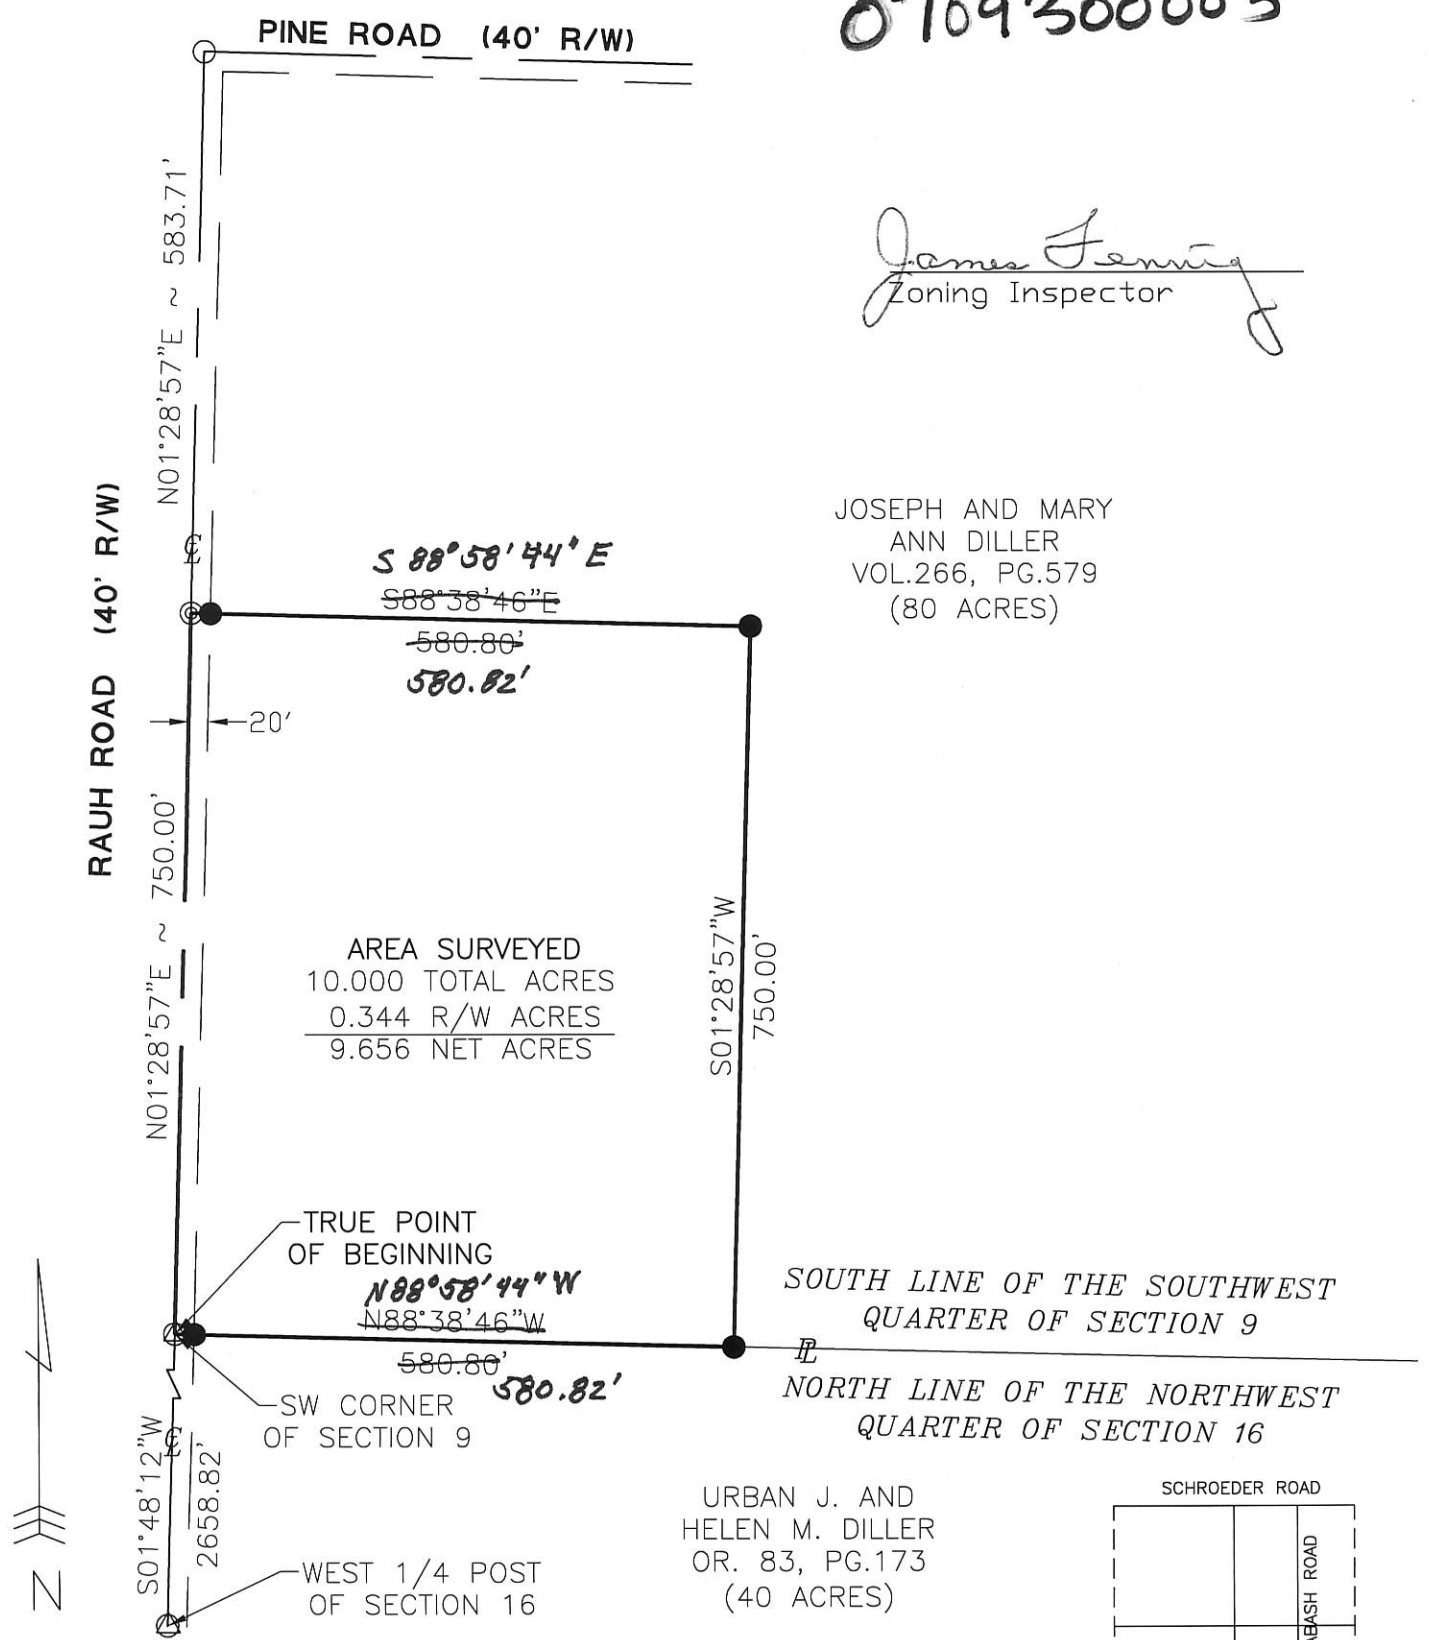 PINE ROAD (40' R/W)
0709300003
N01°28'57"E ~ 583.71'
James Fennig
Zoning Inspector
RAUH ROAD (40' R/W)
℄
JOSEPH AND MARY
ANN DILLER
VOL.266, PG.579
(80 ACRES)
S 88°58'44" E
S88°38'46"E
580.80'
580.82'
20'
N01°28'57"E ~ 750.00'
AREA SURVEYED
10.000 TOTAL ACRES
0.344 R/W ACRES
9.656 NET ACRES
S01°28'57"W
750.00'
TRUE POINT
OF BEGINNING
N88°58'44" W
N88°38'46"W
580.80'
580.82'
SOUTH LINE OF THE SOUTHWEST
QUARTER OF SECTION 9
PL
NORTH LINE OF THE NORTHWEST
QUARTER OF SECTION 16
SW CORNER
OF SECTION 9
S01°48'12"W
℄
2658.82'
WEST 1/4 POST
OF SECTION 16
URBAN J. AND
HELEN M. DILLER
OR. 83, PG.173
(40 ACRES)
SCHROEDER ROAD
ABASH ROAD
N